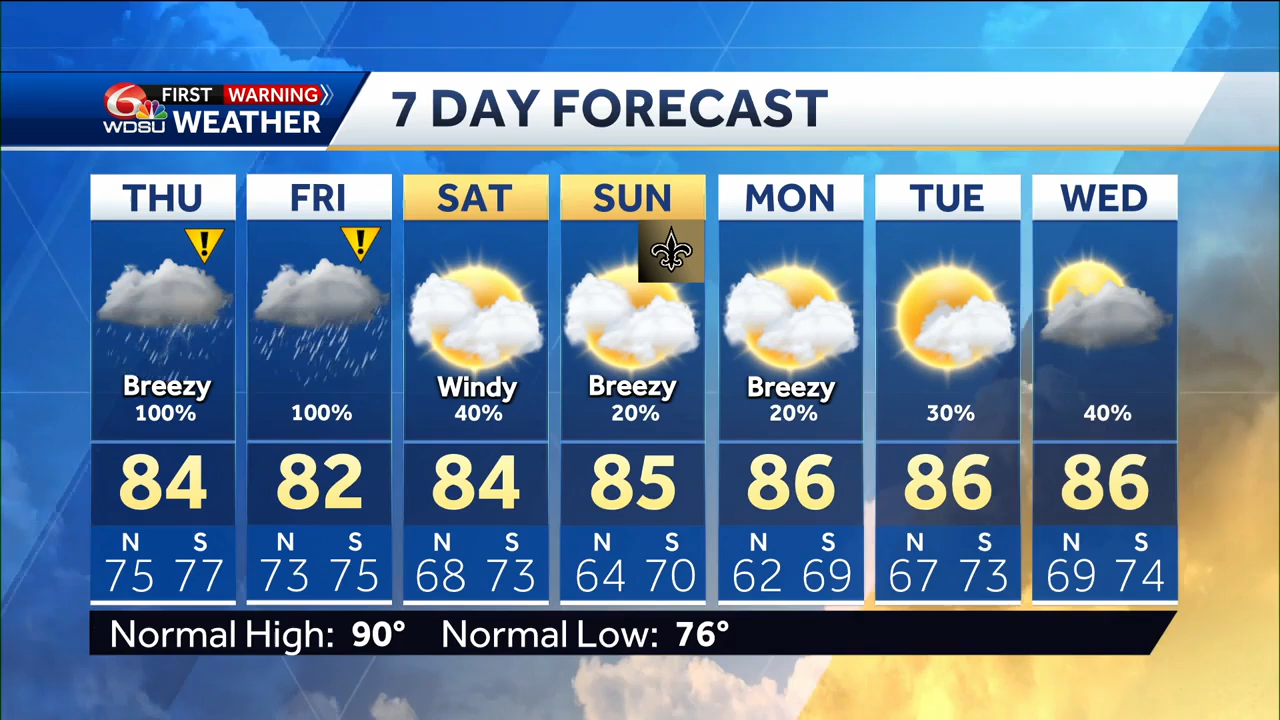 6 FIRST WARNING
WDSU WEATHER
7 DAY FORECAST
THU FRI SAT SUN MON TUE WED
! !
Breezy Windy Breezy Breezy
100% 100% 40% 20% 20% 30% 40%
84 82 84 85 86 86 86
N S N S N S N S N S N S N S
75 77 73 75 68 73 64 70 62 69 67 73 69 74
Normal High: 90° Normal Low: 76°